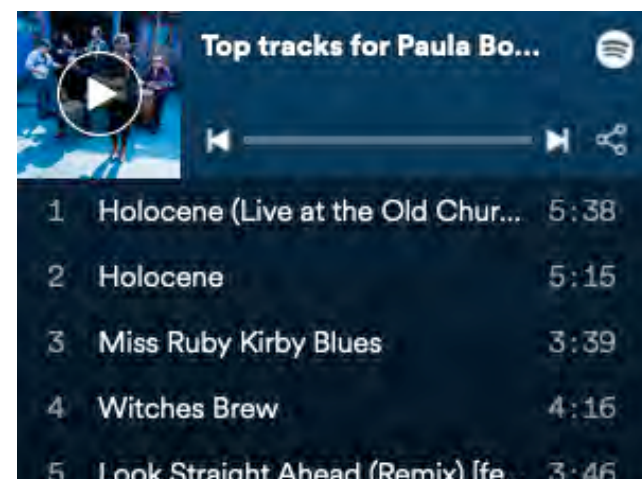 Top tracks for Paula Bo...
1 Holocene (Live at the Old Chur... 5:38
2 Holocene 5:15
3 Miss Ruby Kirby Blues 3:39
4 Witches Brew 4:16
5 Look Straight Ahead (Remix) [fe 3:46